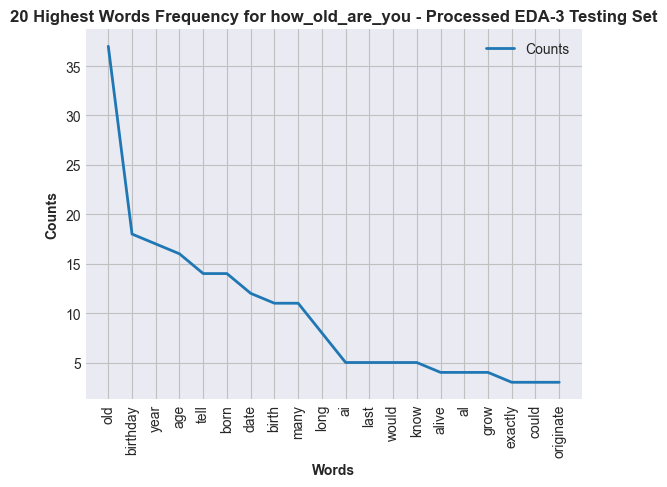 20 Highest Words Frequency for how_old_are_you - Processed EDA-3 Testing Set
Counts
35
30
25
20
15
10
5
Counts
old
birthday
year
age
tell
born
date
birth
many
long
ai
last
would
know
alive
al
grow
exactly
could
originate
Words